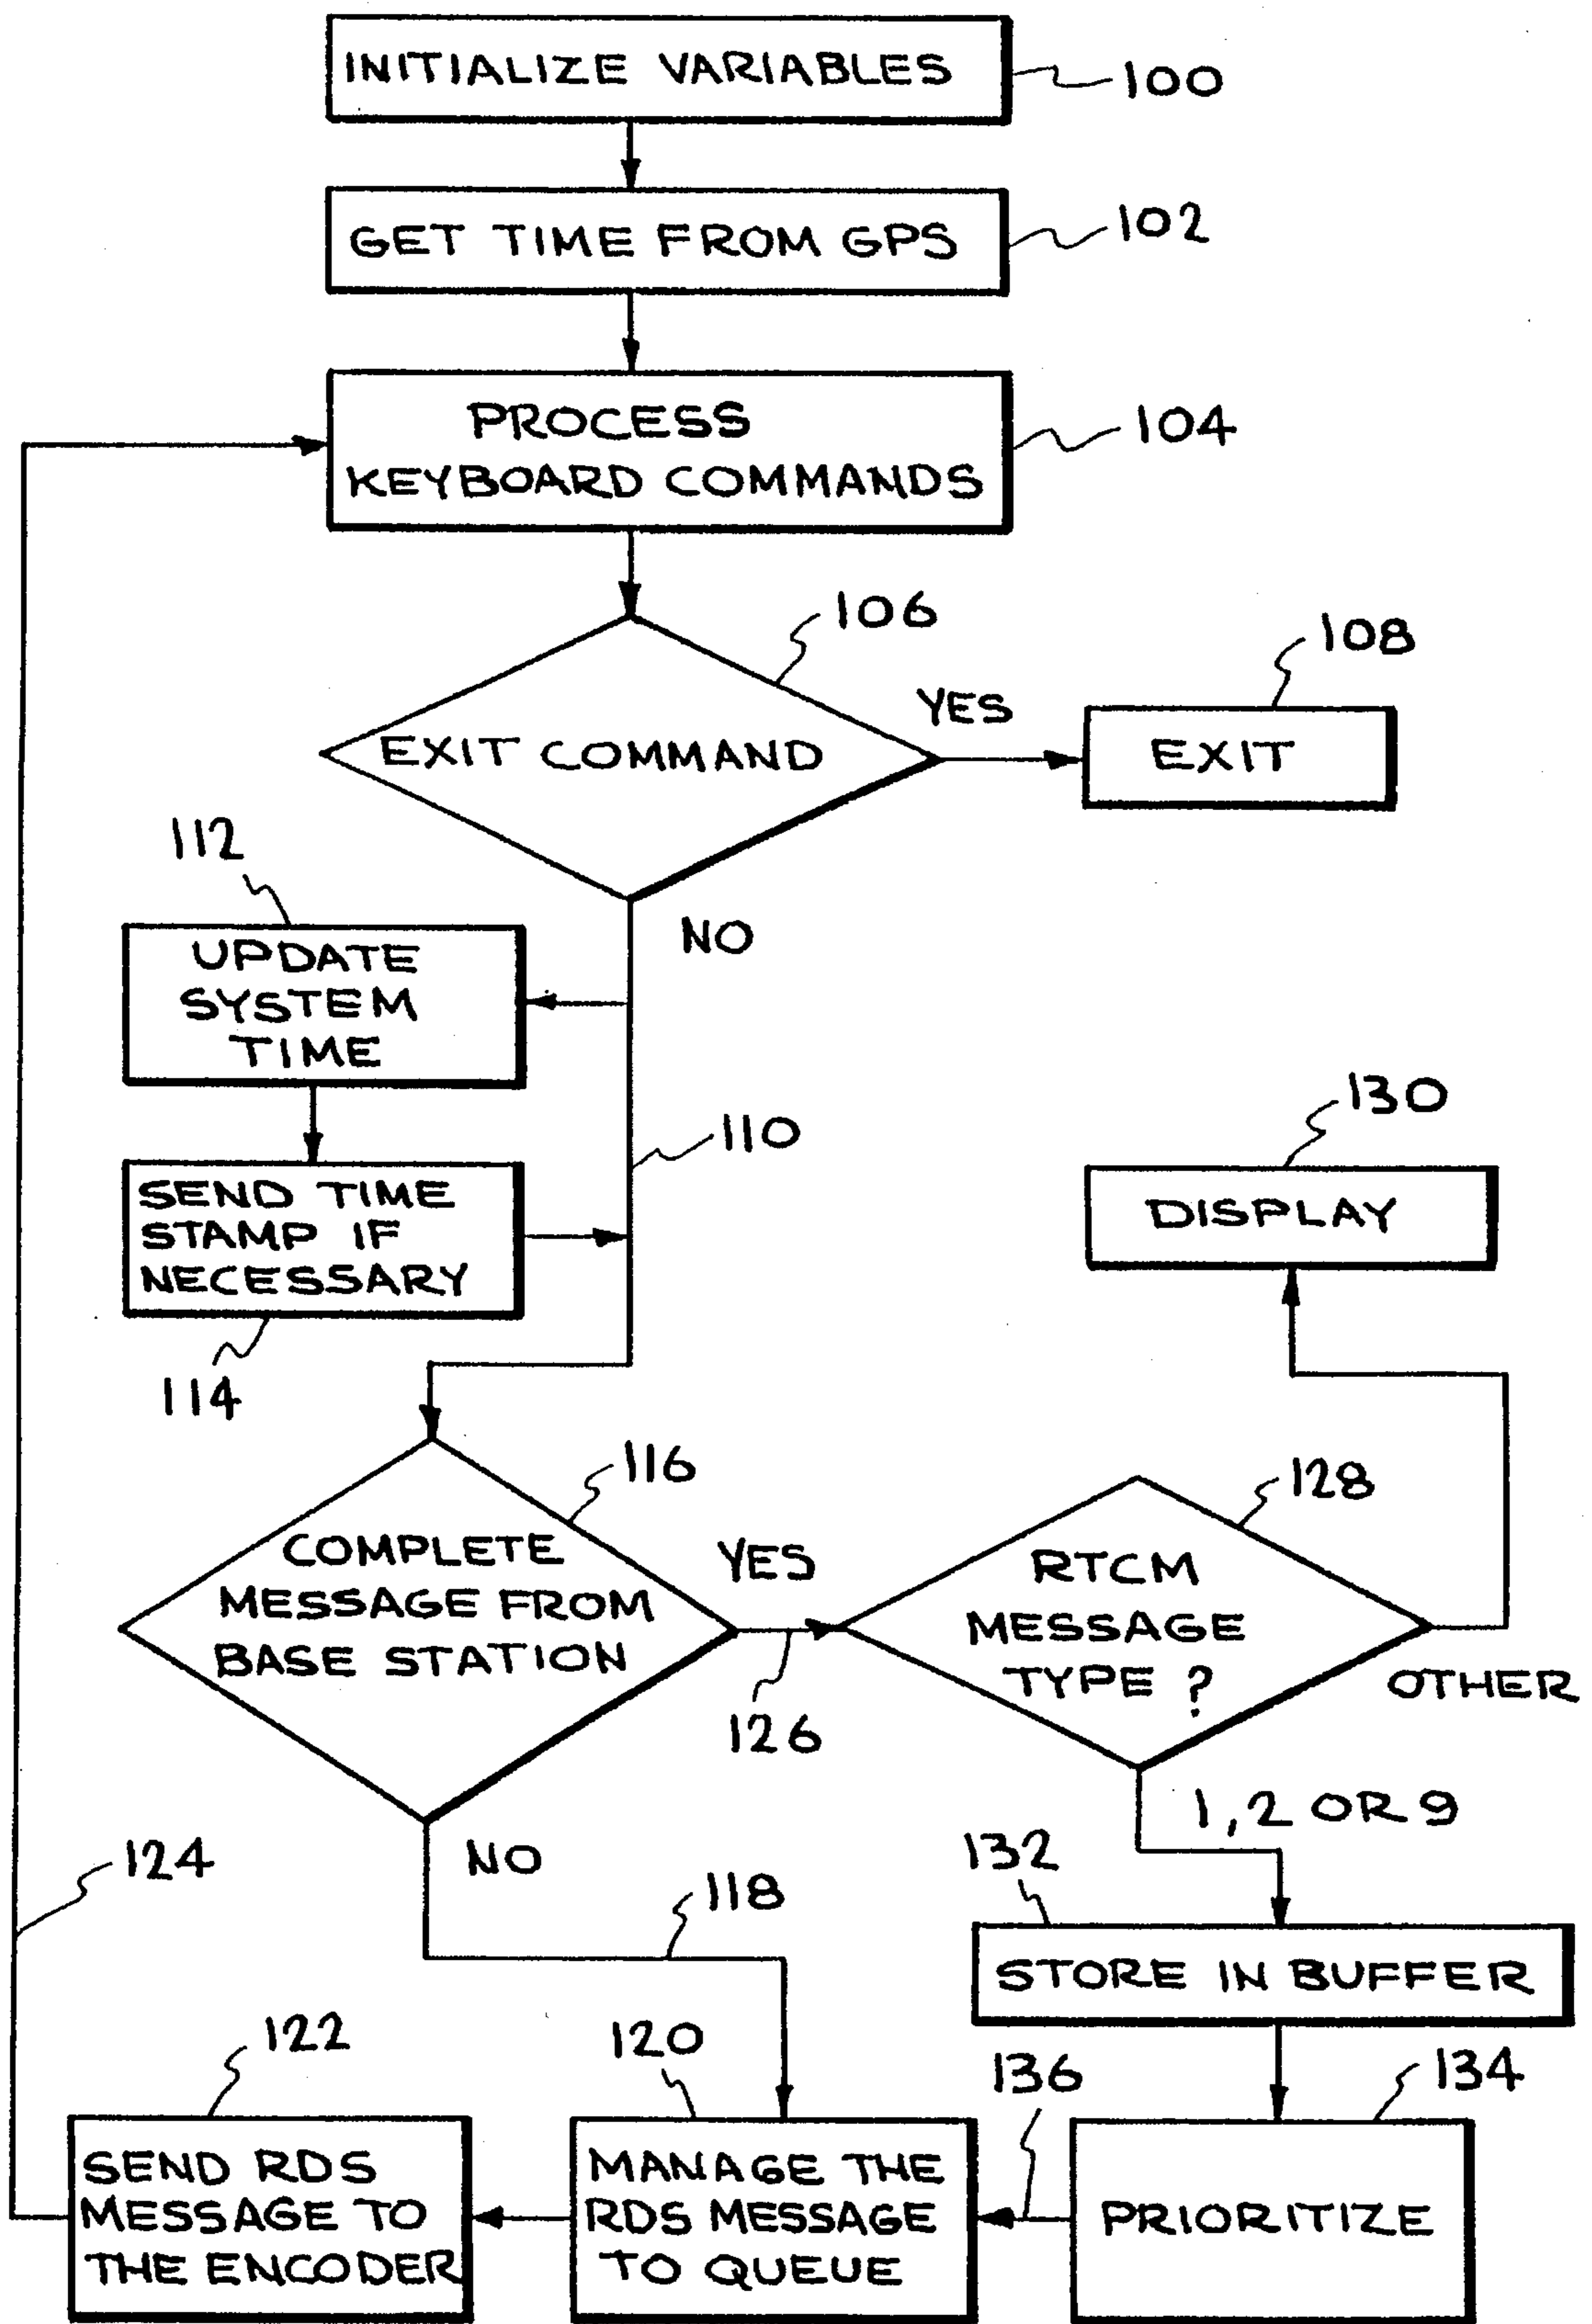 INITIALIZE VARIABLES
100
GET TIME FROM GPS
102
PROCESS
KEYBOARD COMMANDS
104
106
EXIT COMMAND
YES
108
EXIT
NO
112
UPDATE
SYSTEM
TIME
110
SEND TIME
STAMP IF
NECESSARY
114
130
DISPLAY
116
COMPLETE
MESSAGE FROM
BASE STATION
YES
126
128
RTCM
MESSAGE
TYPE ?
OTHER
1, 2 OR 9
NO
118
124
132
STORE IN BUFFER
122
SEND RDS
MESSAGE TO
THE ENCODER
120
MANAGE THE
RDS MESSAGE
TO QUEUE
136
134
PRIORITIZE